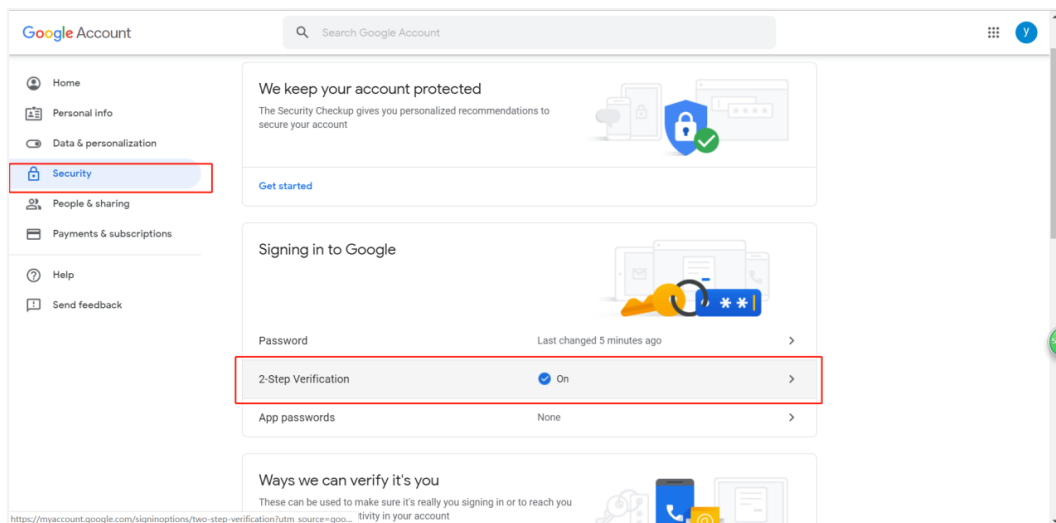 Google Account
Search Google Account
y
Home
Personal info
Data & personalization
Security
People & sharing
Payments & subscriptions
Help
Send feedback
We keep your account protected
The Security Checkup gives you personalized recommendations to
secure your account
Get started
Signing in to Google
Password Last changed 5 minutes ago
2-Step Verification On
App passwords None
Ways we can verify it's you
These can be used to make sure it's really you signing in or to reach you
tivity in your account
https://myaccount.google.com/signinoptions/two-step-verification?utm_source=goo...